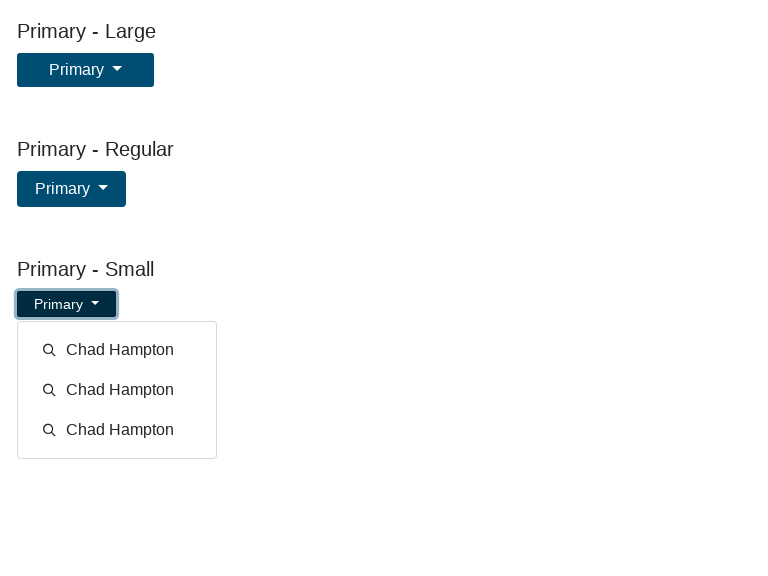 Primary - Large
Primary
Primary - Regular
Primary
Primary - Small
Primary
Chad Hampton
Chad Hampton
Chad Hampton